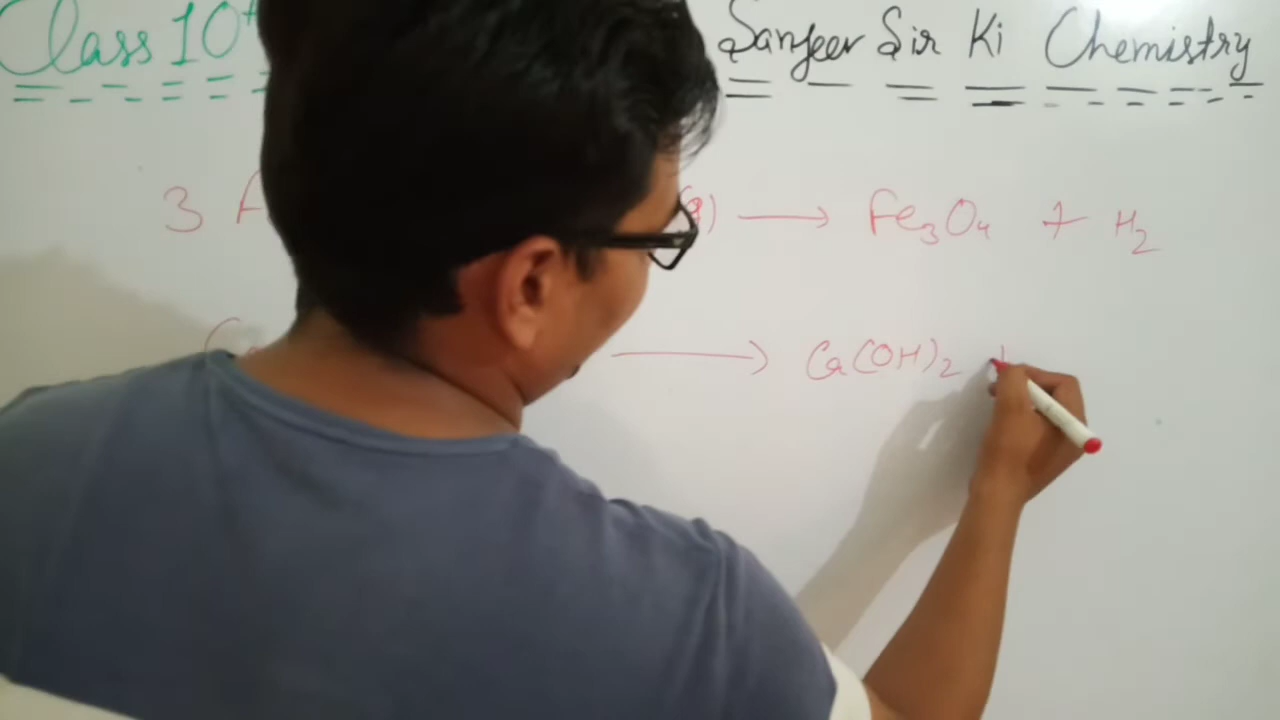 Class 10th Sanjeev Sir Ki Chemistry
3 F (g) ⟶ Fe3O4 + H2
⟶ Ca(OH)2 +